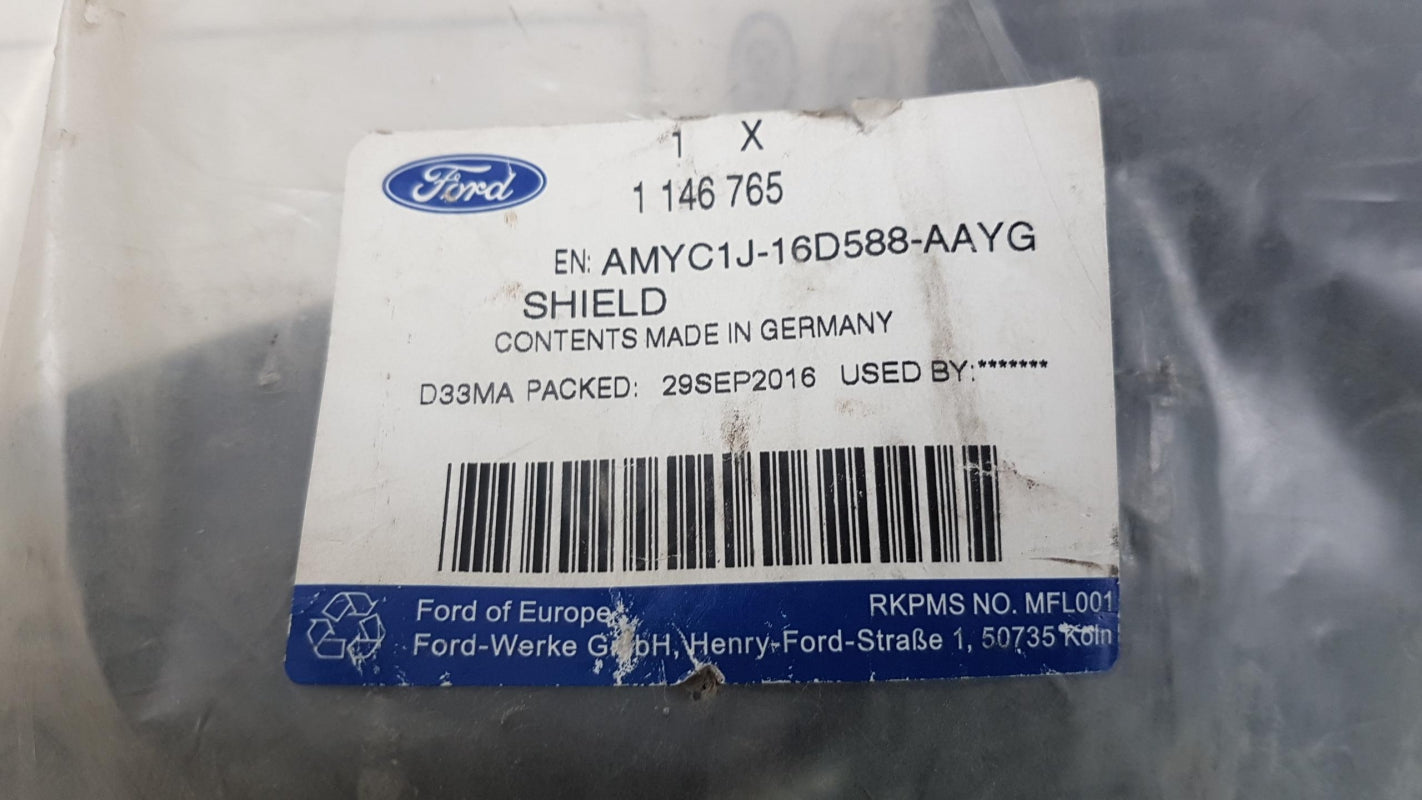 1 X
Ford
1 146 765
EN: AMYC1J-16D588-AAYG
SHIELD
CONTENTS MADE IN GERMANY
D33MA PACKED: 29SEP2016 USED BY:*******
Ford of Europe
RKPMS NO. MFL001
Ford-Werke GmbH, Henry-Ford-Straße 1, 50735 Köln